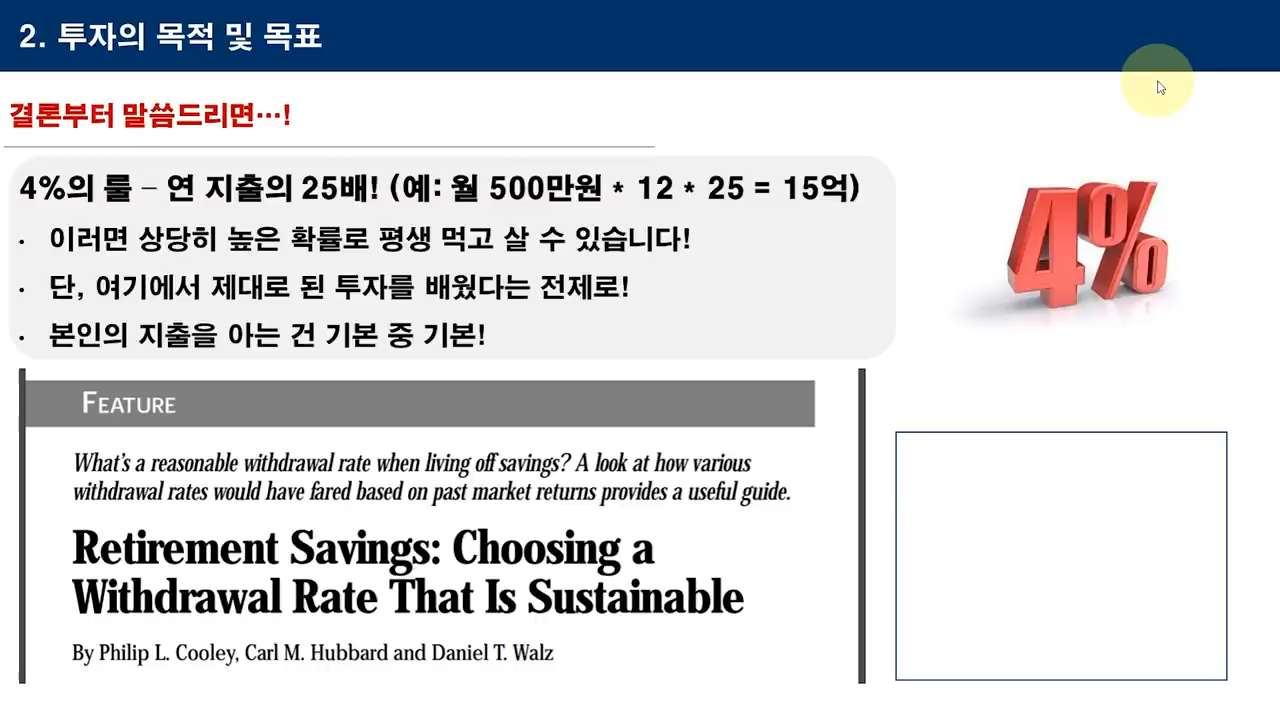 2. 투자의 목적 및 목표
결론부터 말씀드리면…!
4%의 룰 – 연 지출의 25배! (예: 월 500만원 * 12 * 25 = 15억)
· 이러면 상당히 높은 확률로 평생 먹고 살 수 있습니다!
· 단, 여기에서 제대로 된 투자를 배웠다는 전제로!
· 본인의 지출을 아는 건 기본 중 기본!
4%
FEATURE
What's a reasonable withdrawal rate when living off savings? A look at how various
withdrawal rates would have fared based on past market returns provides a useful guide.
Retirement Savings: Choosing a
Withdrawal Rate That Is Sustainable
By Philip L. Cooley, Carl M. Hubbard and Daniel T. Walz